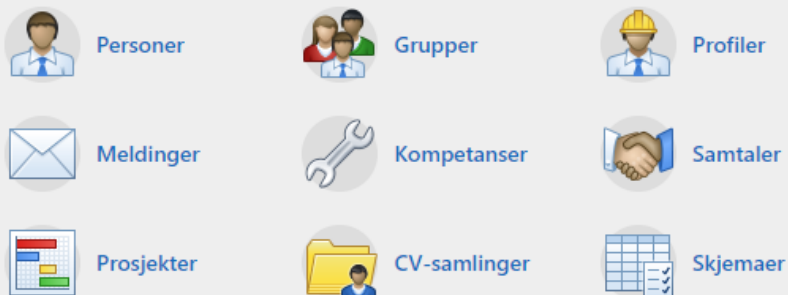 Personer
Grupper
Profiler
Meldinger
Kompetanser
Samtaler
Prosjekter
CV-samlinger
Skjemaer